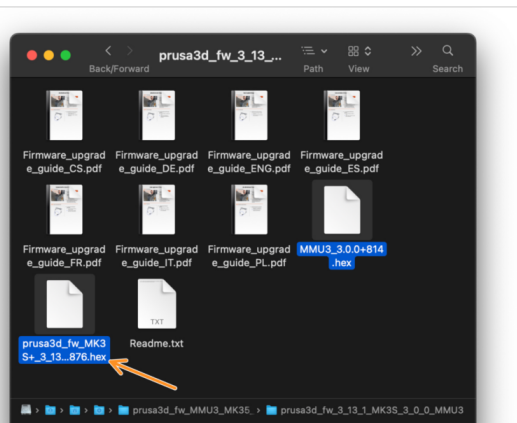 prusa3d_fw_3_13_...
Back/Forward
Path
View
Search
Firmware_upgrad
e_guide_CS.pdf
Firmware_upgrad
e_guide_DE.pdf
Firmware_upgrad
e_guide_ENG.pdf
Firmware_upgrad
e_guide_ES.pdf
Firmware_upgrad
e_guide_FR.pdf
Firmware_upgrad
e_guide_IT.pdf
Firmware_upgrad
e_guide_PL.pdf
MMU3_3.0.0+814
.hex
prusa3d_fw_MK3
S+_3_13...876.hex
TXT
Readme.txt
prusa3d_fw_MMU3_MK35_
prusa3d_fw_3_13_1_MK3S_3_0_0_MMU3